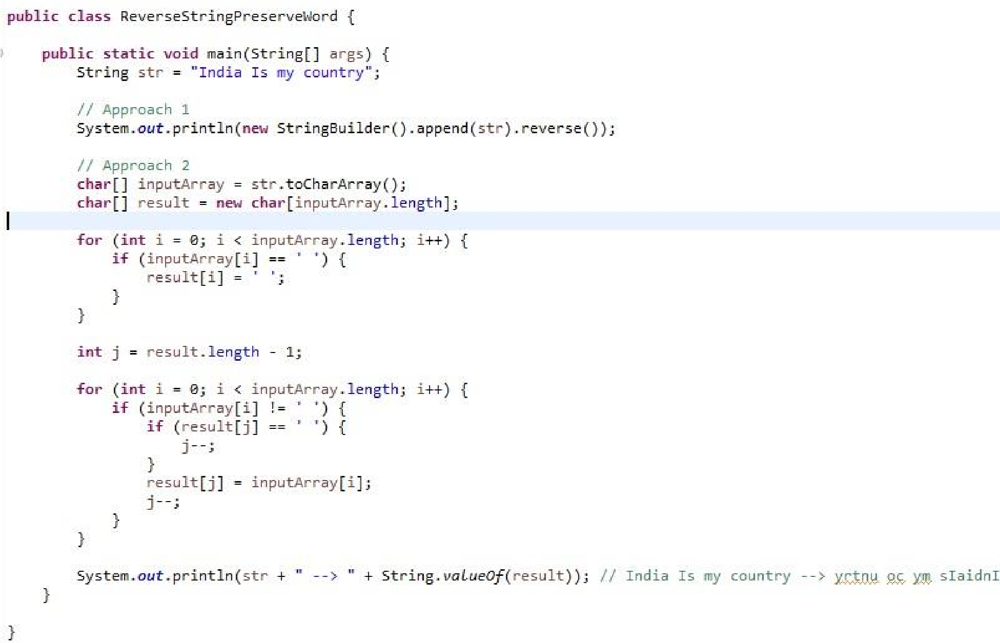 public class ReverseStringPreserveWord {
public static void main(String[] args) {
String str = "India Is my country";
// Approach 1
System.out.println(new StringBuilder().append(str).reverse());
// Approach 2
char[] inputArray = str.toCharArray();
char[] result = new char[inputArray.length];
for (int i = 0; i < inputArray.length; i++) {
if (inputArray[i] == ' ') {
result[i] = ' ';
}
}
int j = result.length - 1;
for (int i = 0; i < inputArray.length; i++) {
if (inputArray[i] != ' ') {
if (result[j] == ' ') {
j--;
}
result[j] = inputArray[i];
j--;
}
}
System.out.println(str + " --> " + String.valueOf(result)); // India Is my country --> yrtnu oc ym sIaidnI
}
}